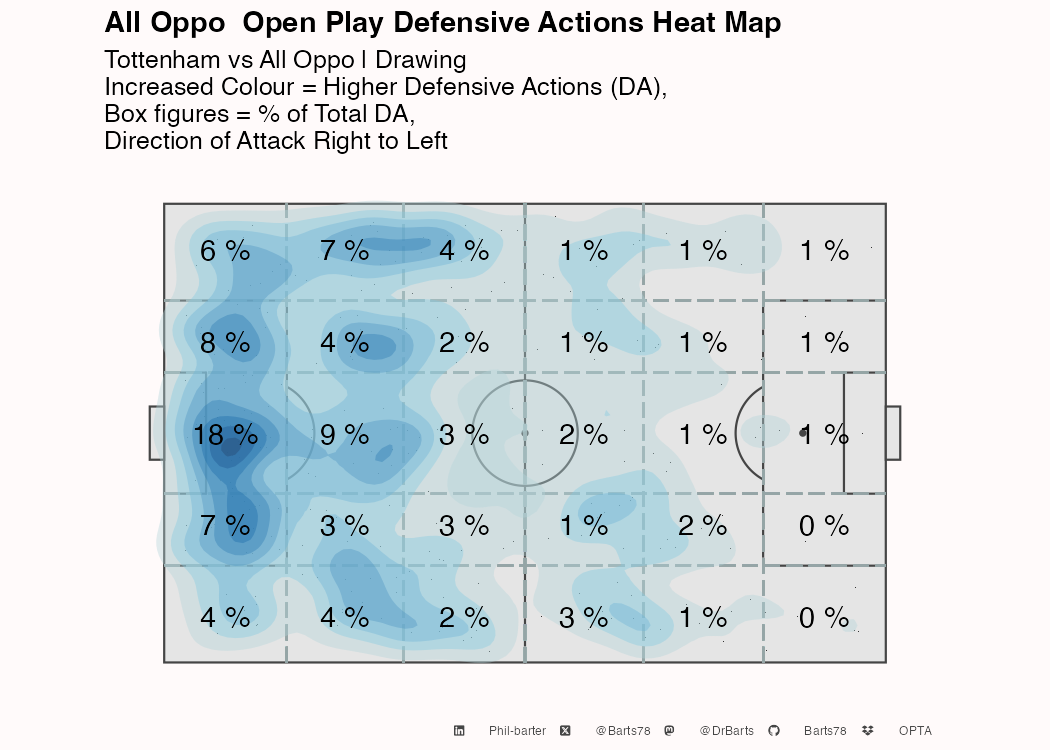 All Oppo  Open Play Defensive Actions Heat Map
Tottenham vs All Oppo | Drawing
Increased Colour = Higher Defensive Actions (DA),
Box figures = % of Total DA,
Direction of Attack Right to Left
6 % 7 % 4 % 1 % 1 % 1 %
8 % 4 % 2 % 1 % 1 % 1 %
18 % 9 % 3 % 2 % 1 % 1 %
7 % 3 % 3 % 1 % 2 % 0 %
4 % 4 % 2 % 3 % 1 % 0 %
Phil-barter @Barts78 @DrBarts Barts78 OPTA